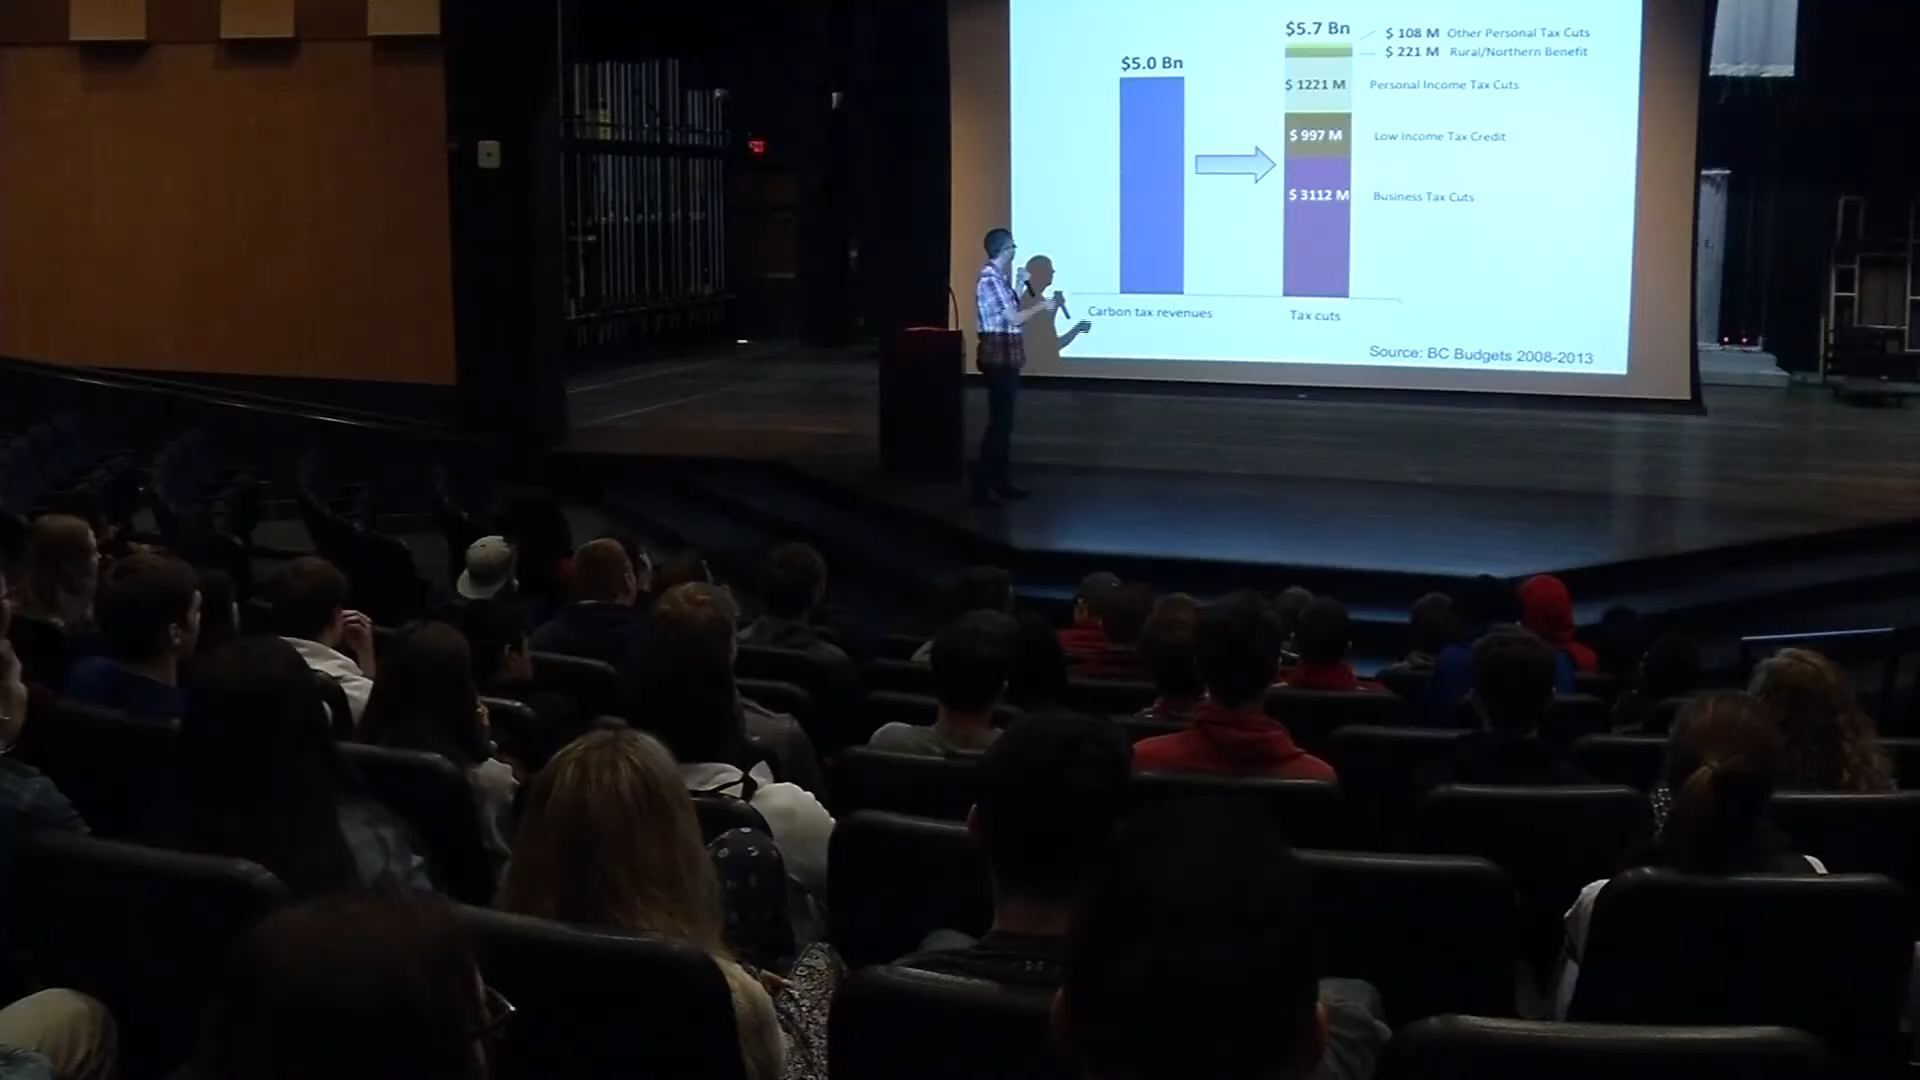 $5.7 Bn
$ 108 M Other Personal Tax Cuts
$ 221 M Rural/Northern Benefit
$5.0 Bn
$ 1221 M Personal Income Tax Cuts
$ 997 M Low Income Tax Credit
$ 3112 M Business Tax Cuts
Carbon tax revenues
Tax cuts
Source: BC Budgets 2008-2013